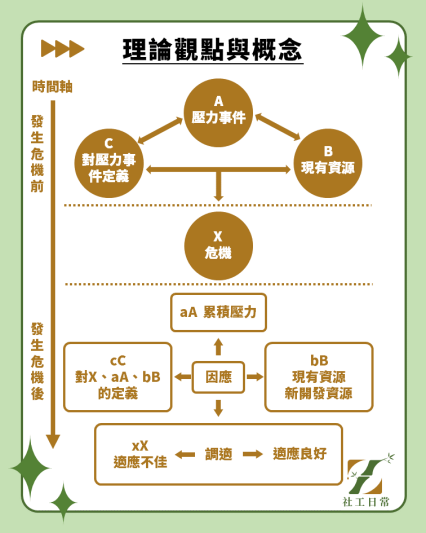 理論觀點與概念
時間軸
發生危機前
A
壓力事件
C
對壓力事
件定義
B
現有資源
X
危機
發生危機後
aA 累積壓力
cC
對X、aA、bB
的定義
因應
bB
現有資源
新開發資源
xX
適應不佳
調適
適應良好
社工日常